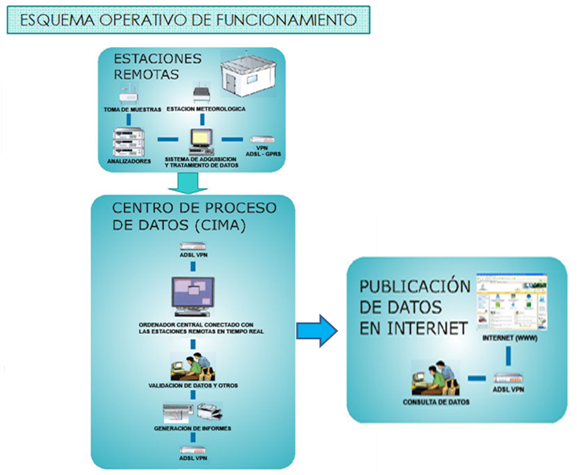 ESQUEMA OPERATIVO DE FUNCIONAMIENTO
ESTACIONES
REMOTAS
TOMA DE MUESTRAS
ESTACION METEOROLOGICA
ANALIZADORES
SISTEMA DE ADQUISICION
Y TRATAMIENTO DE DATOS
VPN
ADSL - GPRS
CENTRO DE PROCESO
DE DATOS (CIMA)
ADSL VPN
ORDENADOR CENTRAL CONECTADO CON
LAS ESTACIONES REMOTAS EN TIEMPO REAL
VALIDACION DE DATOS Y OTROS
GENERACION DE INFORMES
ADSL VPN
PUBLICACIÓN
DE DATOS
EN INTERNET
INTERNET (WWW)
CONSULTA DE DATOS
ADSL VPN